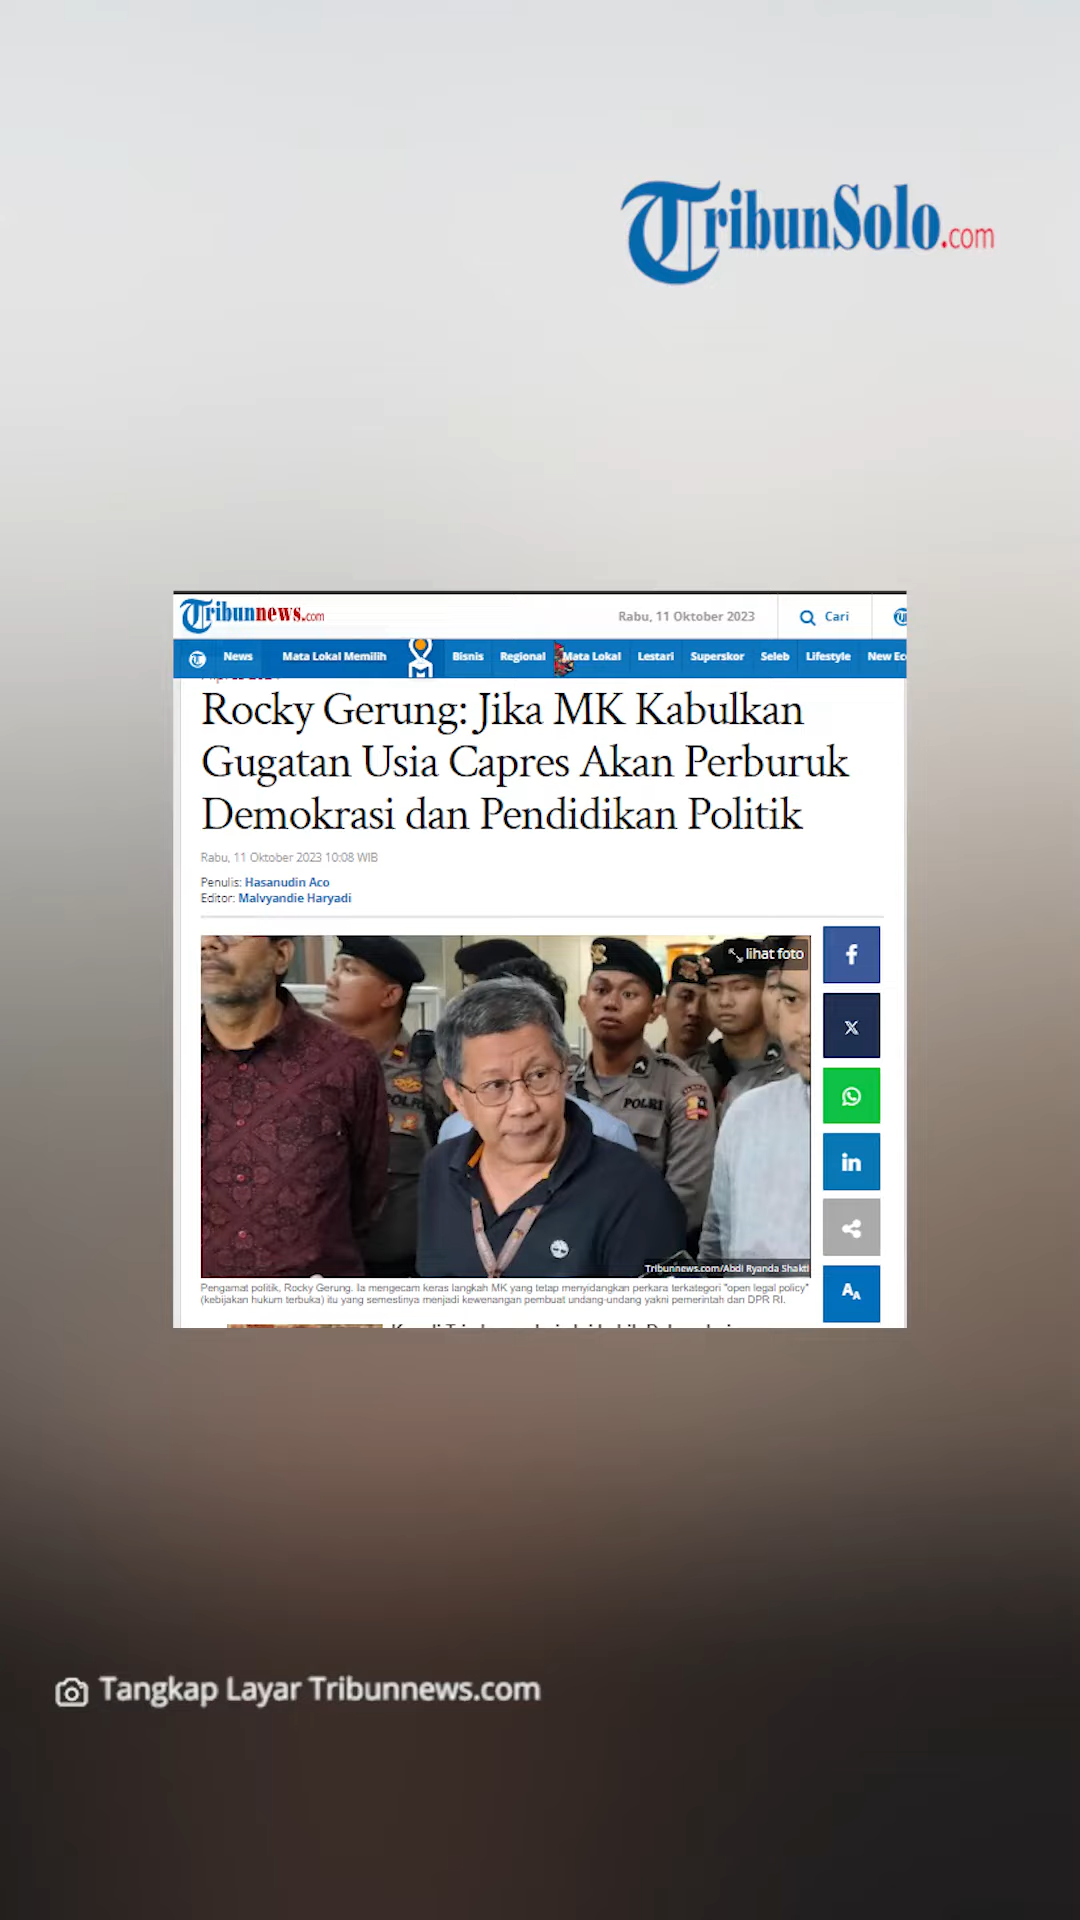 TribunSolo.com
Tribunnews.com
Rabu, 11 Oktober 2023
Cari
News Mata Lokal Memilih Bisnis Regional Mata Lokal Lestari Superskor Seleb Lifestyle New Ec
Rocky Gerung: Jika MK Kabulkan
Gugatan Usia Capres Akan Perburuk
Demokrasi dan Pendidikan Politik
Rabu, 11 Oktober 2023 10:08 WIB
Penulis: Hasanudin Aco
Editor: Malvyandie Haryadi
lihat foto
POLRI
Tribunnews.com/Abdi Ryanda Shakti
Pengamat politik, Rocky Gerung. Ia mengecam keras langkah MK yang tetap menyidangkan perkara terkategori "open legal policy"
(kebijakan hukum terbuka) itu yang semestinya menjadi kewenangan pembuat undang-undang yakni pemerintah dan DPR RI.
Tangkap Layar Tribunnews.com